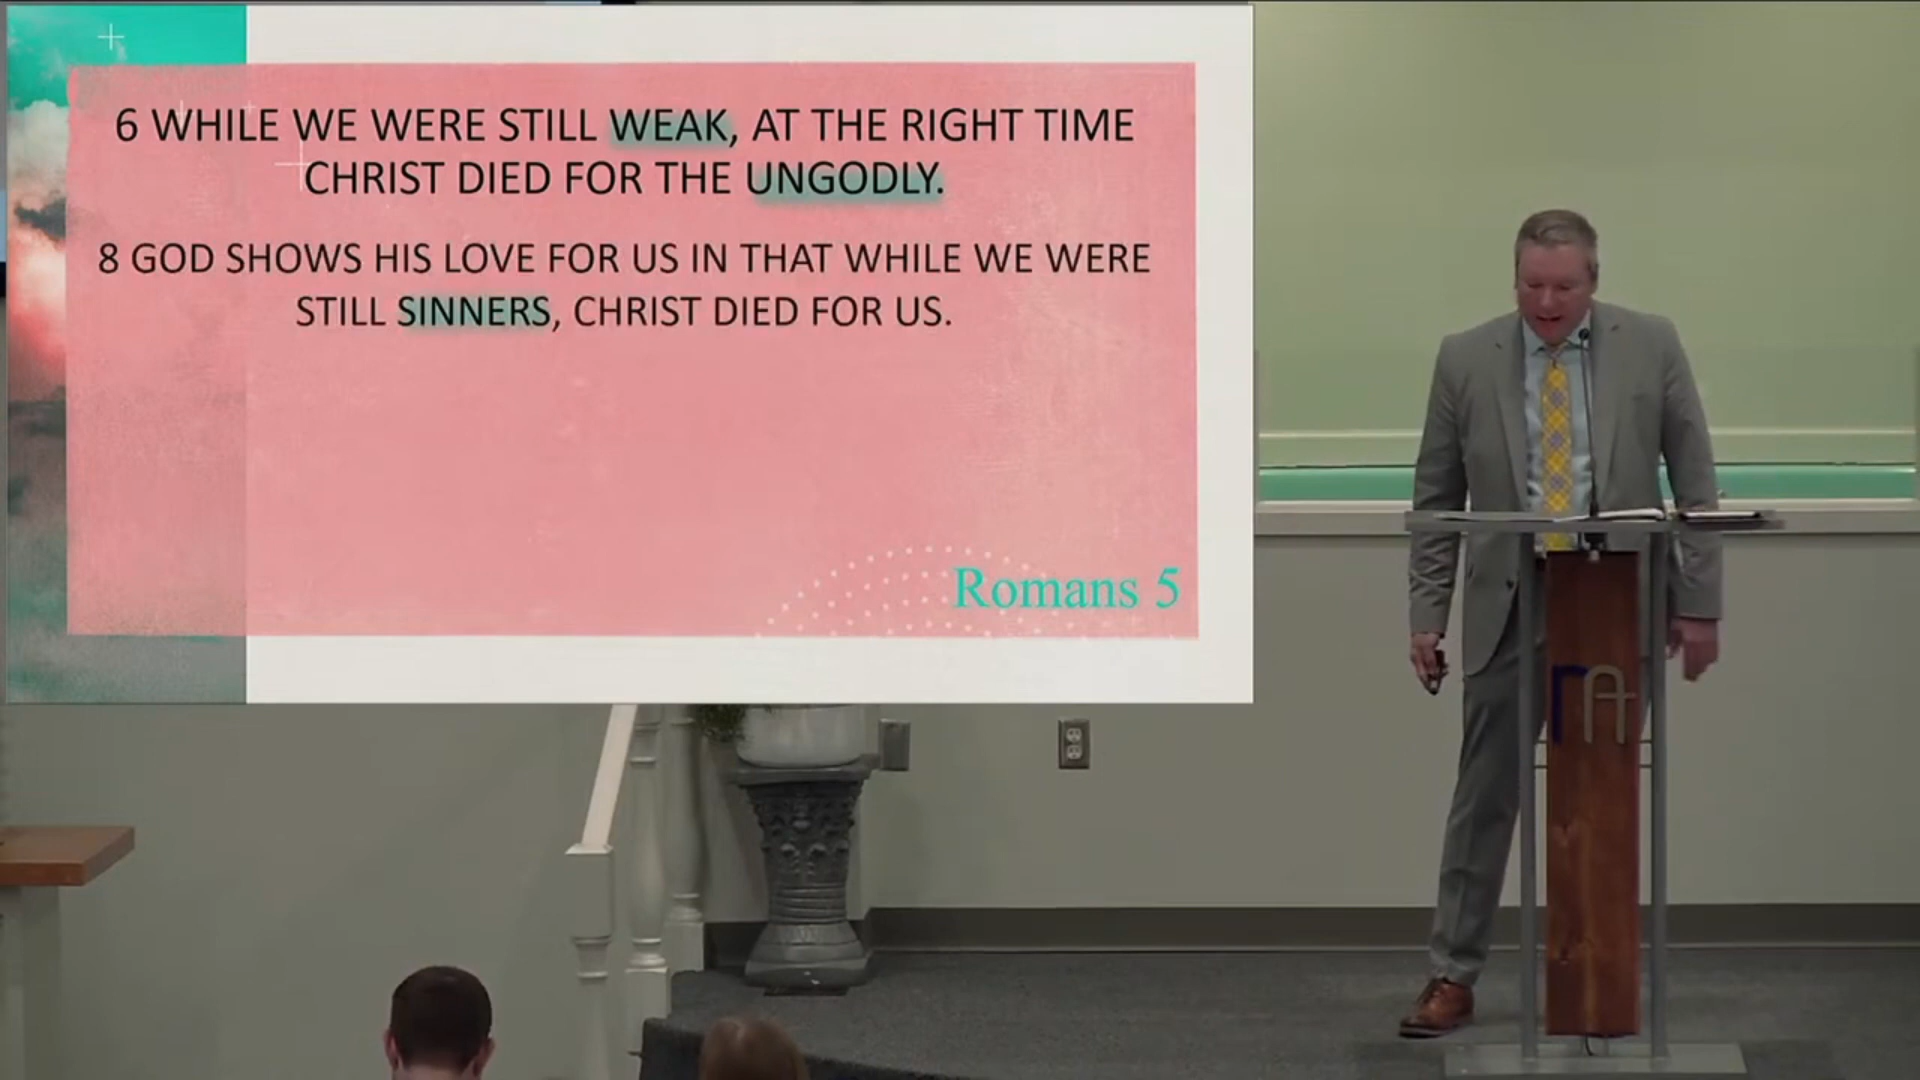 6 WHILE WE WERE STILL WEAK, AT THE RIGHT TIME
CHRIST DIED FOR THE UNGODLY.
8 GOD SHOWS HIS LOVE FOR US IN THAT WHILE WE WERE
STILL SINNERS, CHRIST DIED FOR US.
Romans 5
rA